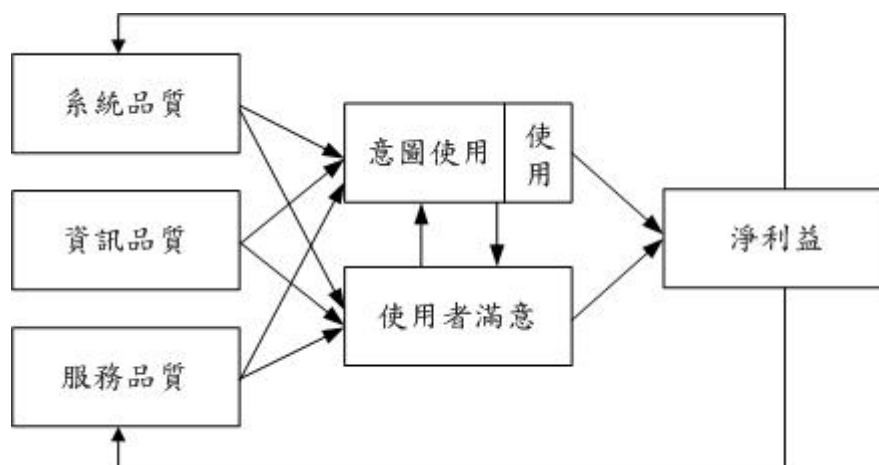 系統品質
資訊品質
服務品質
意圖使用
使
用
使用者滿意
淨利益